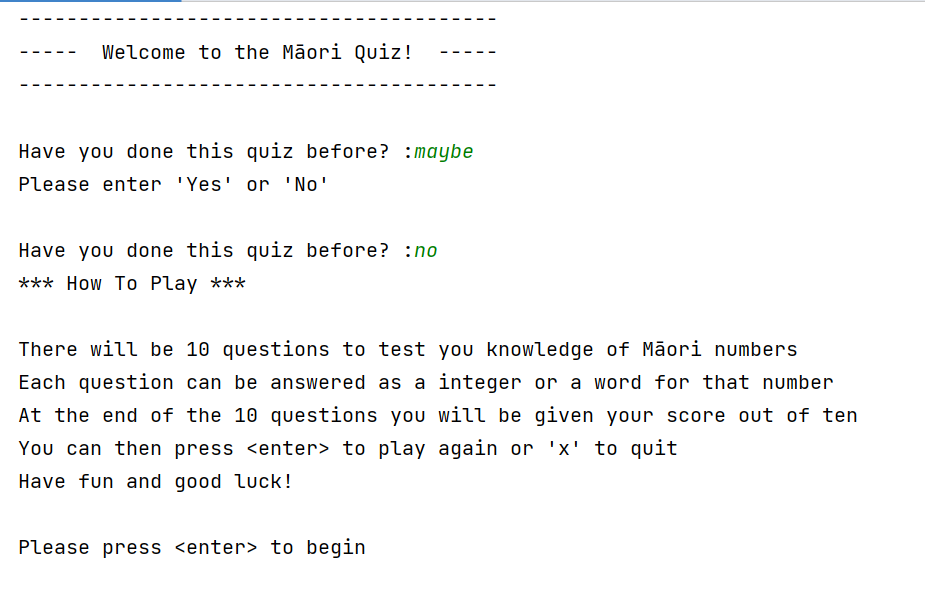 ----------------------------------------
-----  Welcome to the Māori Quiz!  -----
----------------------------------------
Have you done this quiz before? :maybe
Please enter 'Yes' or 'No'
Have you done this quiz before? :no
*** How To Play ***
There will be 10 questions to test you knowledge of Māori numbers
Each question can be answered as a integer or a word for that number
At the end of the 10 questions you will be given your score out of ten
You can then press <enter> to play again or 'x' to quit
Have fun and good luck!
Please press <enter> to begin